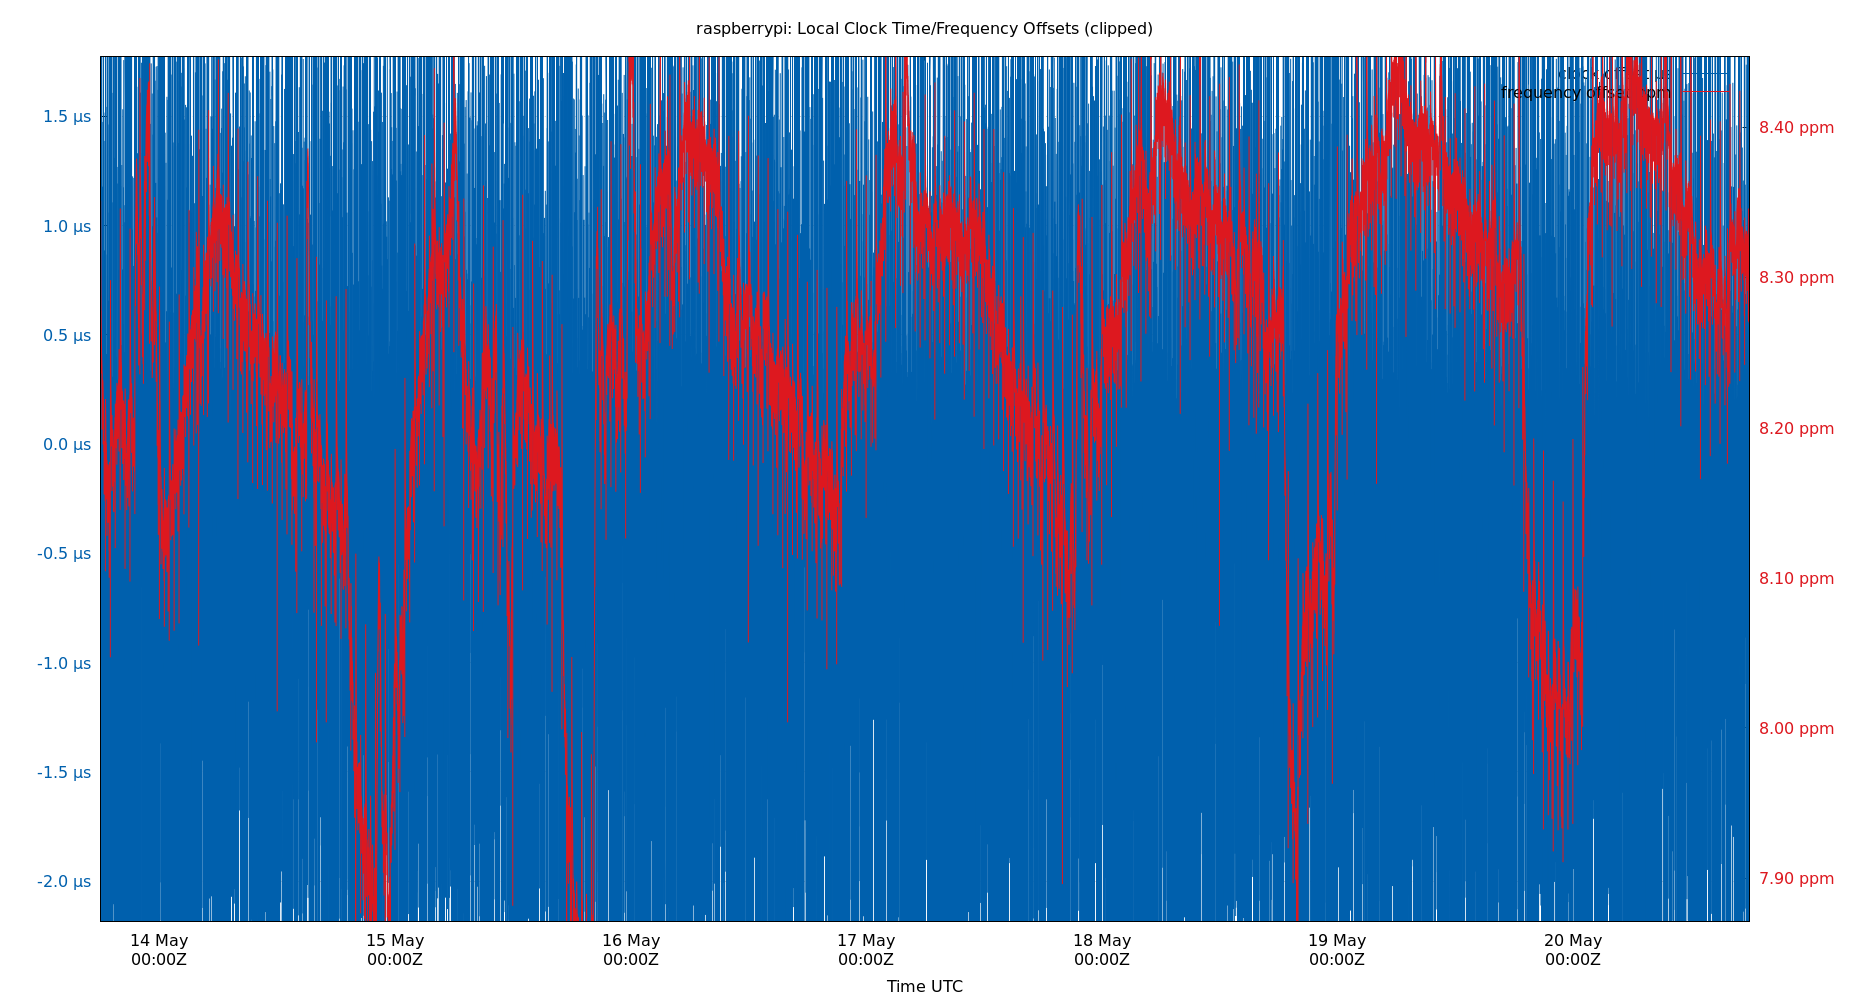 raspberrypi: Local Clock Time/Frequency Offsets (clipped)
clock offset µs
frequency offset ppm
1.5 µs
1.0 µs
0.5 µs
0.0 µs
-0.5 µs
-1.0 µs
-1.5 µs
-2.0 µs
8.40 ppm
8.30 ppm
8.20 ppm
8.10 ppm
8.00 ppm
7.90 ppm
14 May 15 May 16 May 17 May 18 May 19 May 20 May
00:00Z 00:00Z 00:00Z 00:00Z 00:00Z 00:00Z 00:00Z
Time UTC